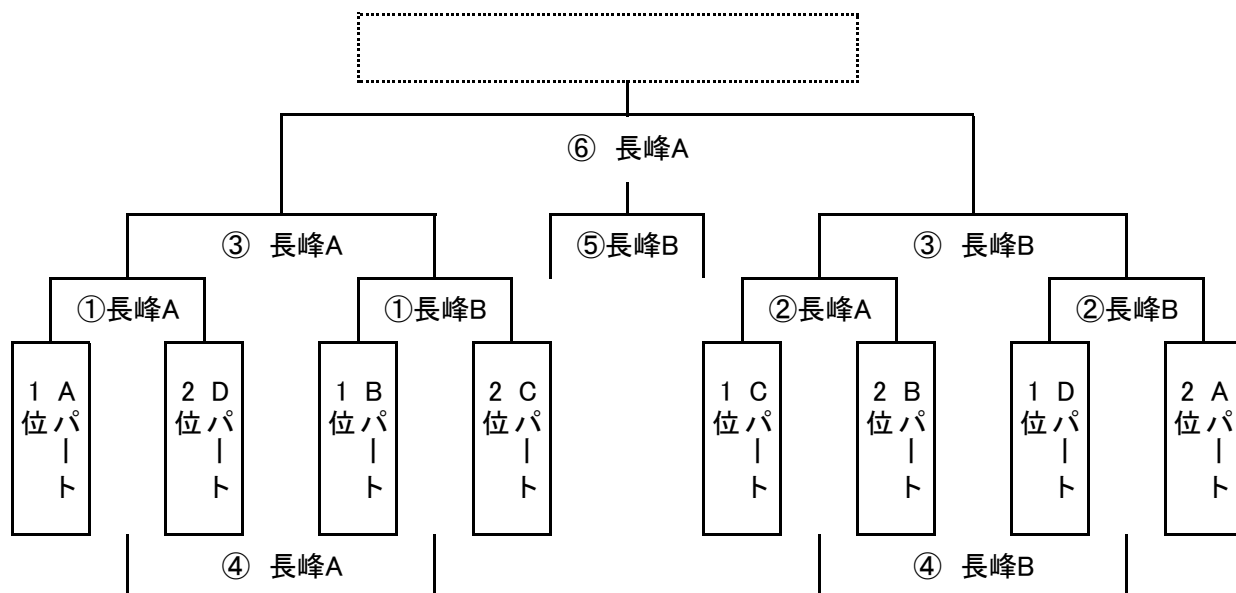 ⑥ 長峰A
③ 長峰A
⑤長峰B
③ 長峰B
①長峰A
①長峰B
②長峰A
②長峰B
Aパート
1位
Dパート
2位
Bパート
1位
Cパート
2位
Cパート
1位
Bパート
2位
Dパート
1位
Aパート
2位
④ 長峰A
④ 長峰B